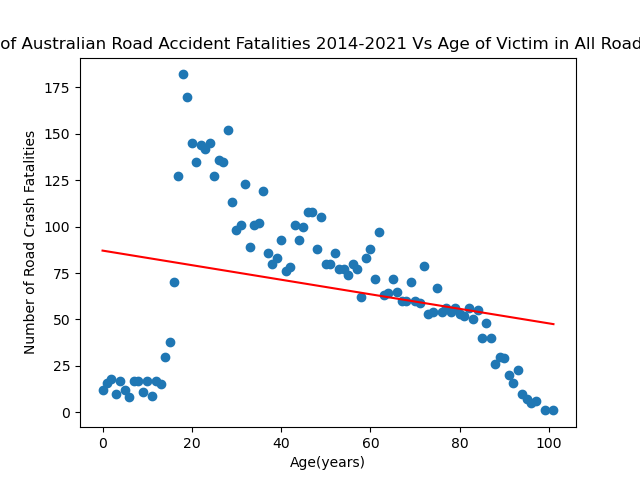 of Australian Road Accident Fatalities 2014-2021 Vs Age of Victim in All Road
175
150
125
100
75
50
25
0
Number of Road Crash Fatalities
0 20 40 60 80 100
Age(years)